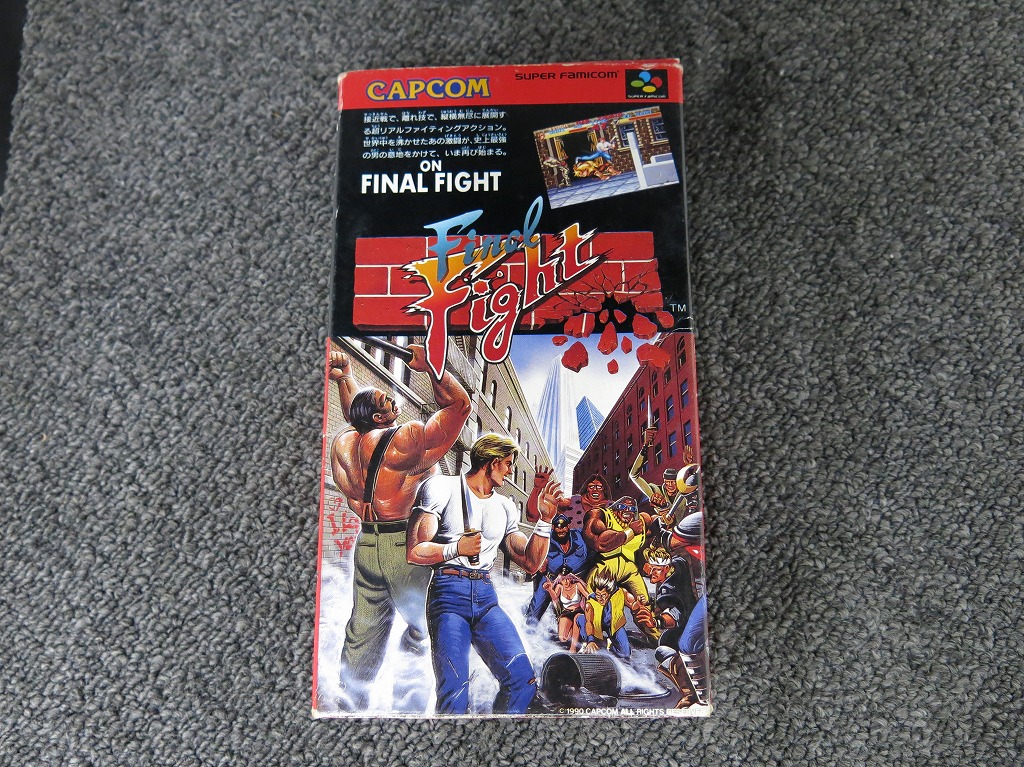 CAPCOM
SUPER FAMICOM
SUPER FAMICOM
接近戦で、離れ技で、縦横無尽に展開す
る超リアルファイティングアクション。
世界中を沸かせたあの激闘が、史上最強
の男の意地をかけて、いま再び始まる。
ON
FINAL FIGHT
Final
Fight
TM
© 1990 CAPCOM ALL RIGHTS RESERVED